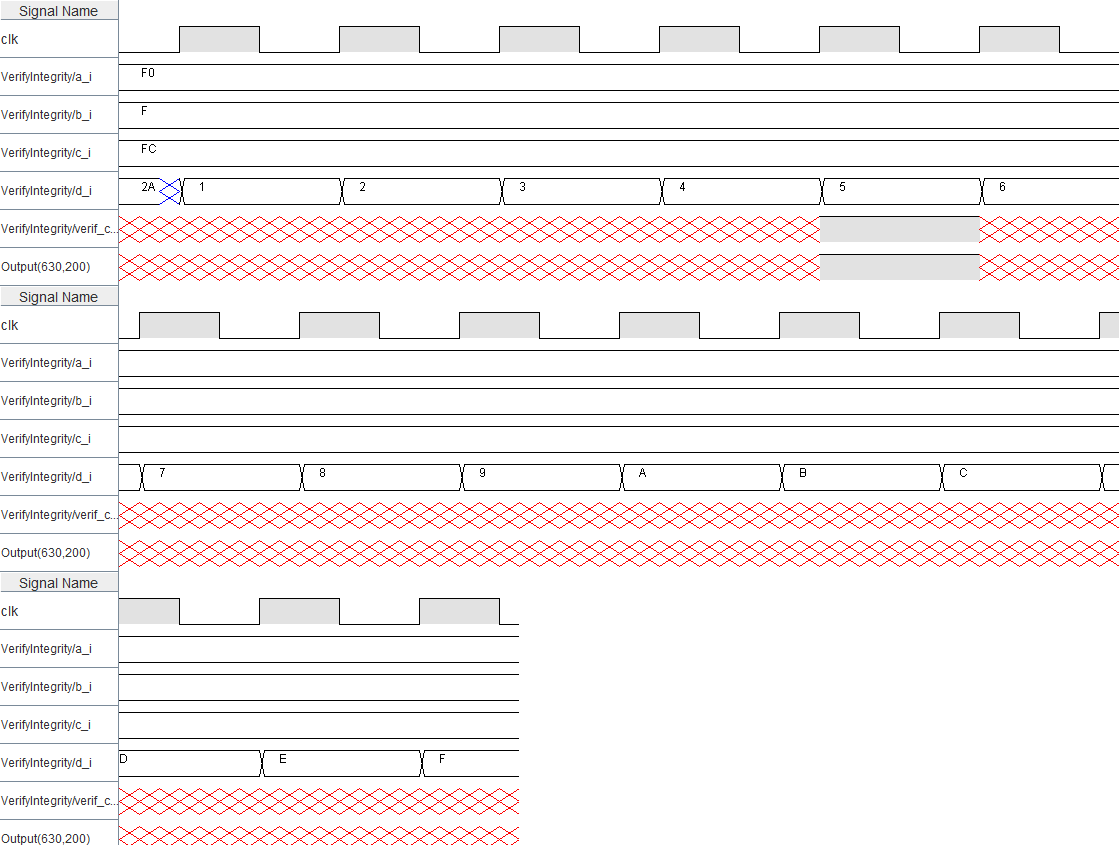 Signal Name
clk
VerifyIntegrity/a_i F0
VerifyIntegrity/b_i F
VerifyIntegrity/c_i FC
VerifyIntegrity/d_i 2A 1 2 3 4 5 6
VerifyIntegrity/verif_c...
Output(630,200)
Signal Name
clk
VerifyIntegrity/a_i
VerifyIntegrity/b_i
VerifyIntegrity/c_i
VerifyIntegrity/d_i 7 8 9 A B C
VerifyIntegrity/verif_c...
Output(630,200)
Signal Name
clk
VerifyIntegrity/a_i
VerifyIntegrity/b_i
VerifyIntegrity/c_i
VerifyIntegrity/d_i D E F
VerifyIntegrity/verif_c...
Output(630,200)